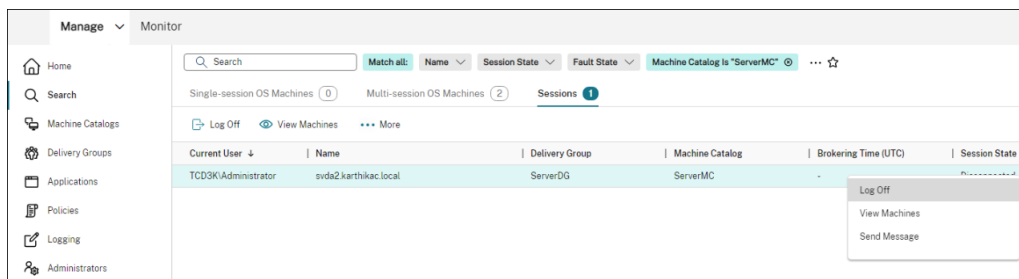 Manage Monitor
Home
Search
Machine Catalogs
Delivery Groups
Applications
Policies
Logging
Administrators
Search Match all: Name Session State Fault State Machine Catalog Is "ServerMC"
Single-session OS Machines 0 Multi-session OS Machines 2 Sessions 1
Log Off View Machines More
Current User Name Delivery Group Machine Catalog Brokering Time (UTC) Session State
TCD3K\Administrator svda2.karthikac.local ServerDG ServerMC - Disconnected
Log Off
View Machines
Send Message